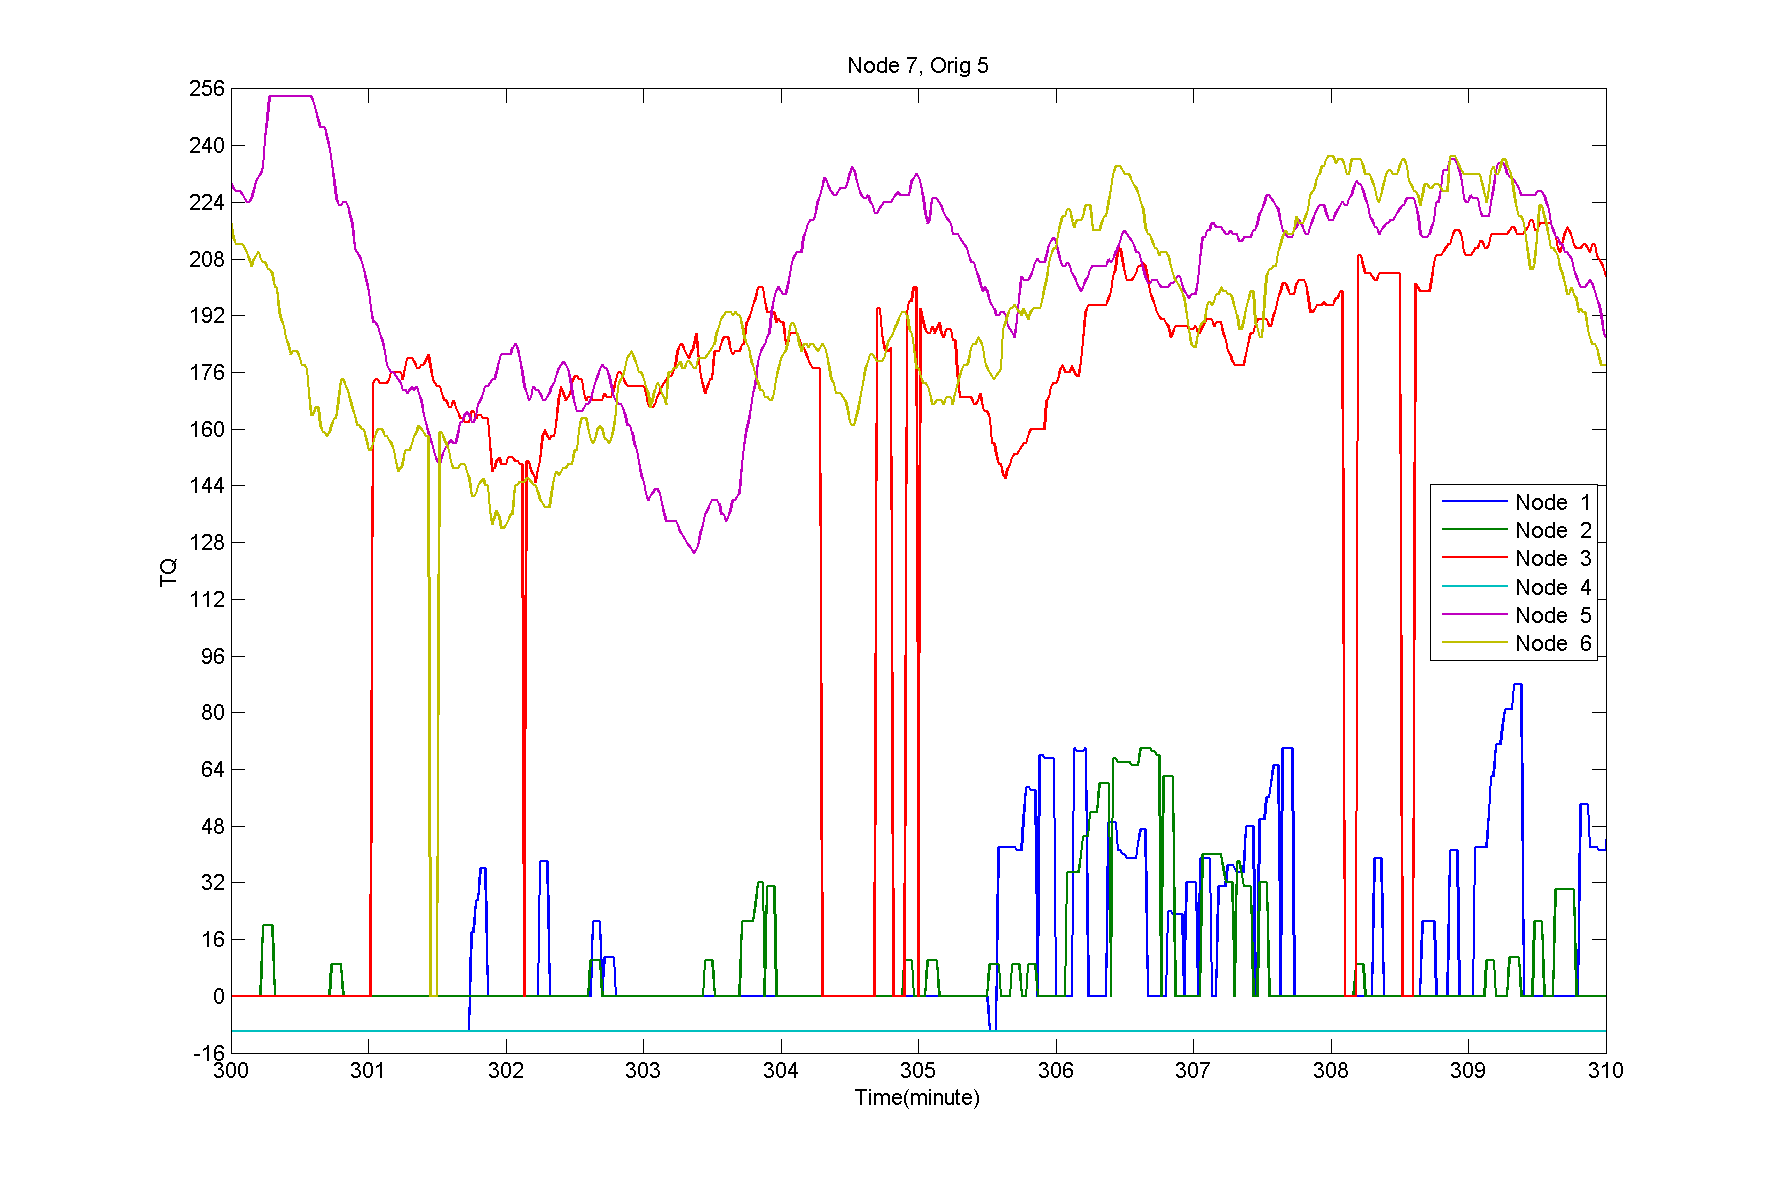 Node 7, Orig 5
256
240
224
208
192
176
160
144
128
112
96
80
64
48
32
16
0
-16
TQ
300 301 302 303 304 305 306 307 308 309 310
Time(minute)
Node 1
Node 2
Node 3
Node 4
Node 5
Node 6